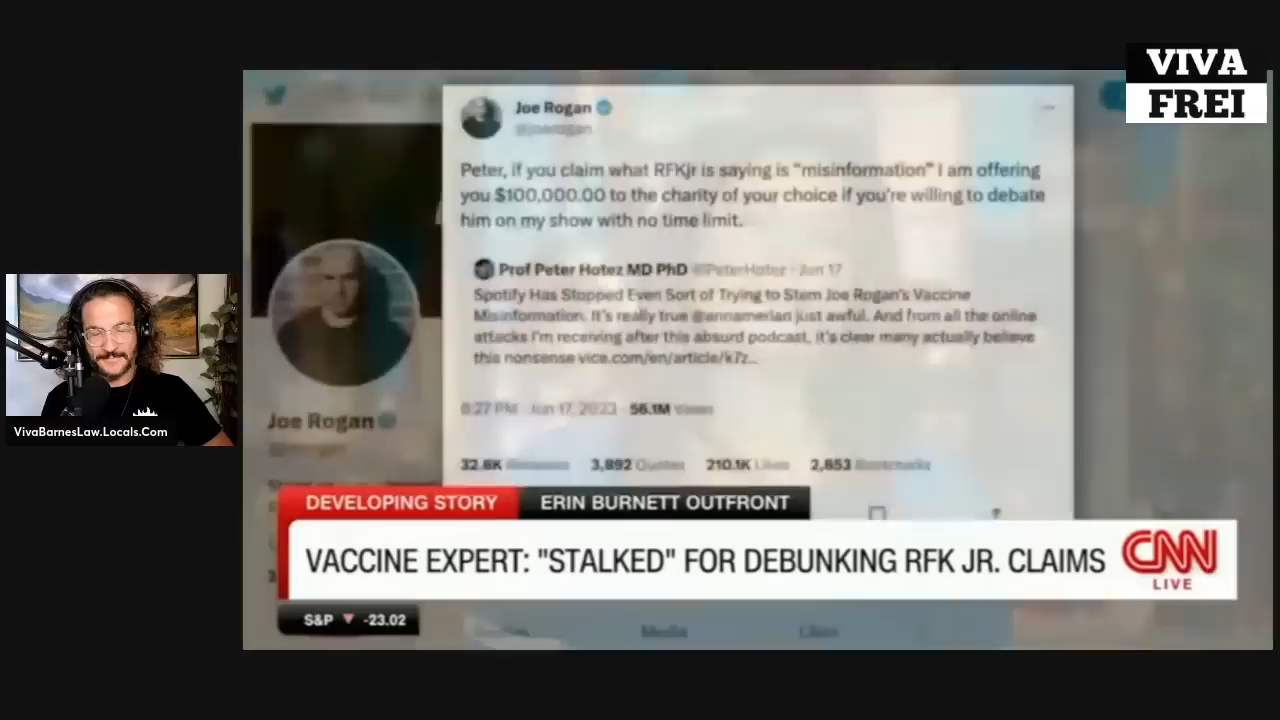 VIVA
FREI
Joe Rogan
@joerogan
Peter, if you claim what RFKjr is saying is "misinformation" I am offering
you $100,000.00 to the charity of your choice if you're willing to debate
him on my show with no time limit.
Prof Peter Hotez MD PhD @PeterHotez · Jun 17
Spotify Has Stopped Even Sort of Trying to Stem Joe Rogan's Vaccine
Misinformation. It's really true @annamerlan just awful. And from all the online
attacks I'm receiving after this absurd podcast, it's clear many actually believe
this nonsense vice.com/en/article/k7z...
Jun 17, 2023 · 56.1M Views
32.8K 3,892 Quotes 210.1K Likes 2,853 Bookmarks
Joe Rogan
VivaBarnesLaw.Locals.Com
DEVELOPING STORY ERIN BURNETT OUTFRONT
VACCINE EXPERT: "STALKED" FOR DEBUNKING RFK JR. CLAIMS
CNN
LIVE
S&P ▼ -23.02
Media Likes